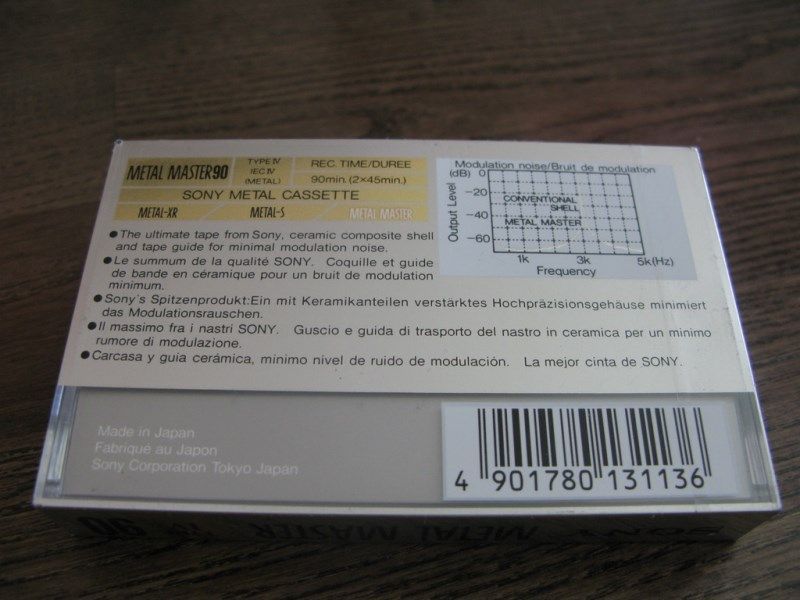 METAL MASTER90
TYPE IV
IEC IV
(METAL)
REC. TIME/DUREE
90min. (2×45min.)
SONY METAL CASSETTE
METAL-XR METAL-S METAL MASTER
Modulation noise/Bruit de modulation
(dB) 0
-20
-40
-60
Output Level
CONVENTIONAL
SHELL
METAL MASTER
1k 3k 5k(Hz)
Frequency
●The ultimate tape from Sony, ceramic composite shell
and tape guide for minimal modulation noise.
●Le summum de la qualité SONY. Coquille et guide
de bande en céramique pour un bruit de modulation
minimum.
●Sony's Spitzenprodukt:Ein mit Keramikanteilen verstärktes Hochpräzisionsgehäuse minimiert
das Modulationsrauschen.
●Il massimo fra i nastri SONY. Guscio e guida di trasporto del nastro in ceramica per un minimo
rumore di modulazione.
●Carcasa y guía cerámica, minimo nivel de ruido de modulación. La mejor cinta de SONY.
Made in Japan
Fabriqué au Japon
Sony Corporation Tokyo Japan
4 901780 131136
SONY METAL MASTER IV 90